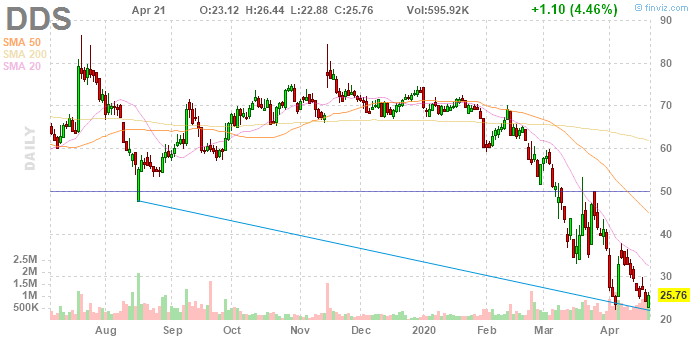 DDS Apr 21 O:23.12 H:26.44 L:22.88 C:25.76 Vol:595.92K +1.10 (4.46%) © finviz.com
SMA 50
SMA 200
SMA 20
DAILY
90
80
70
60
50
40
30
25.76
20
2.5M
2M
1.5M
1M
500K
Aug Sep Oct Nov Dec 2020 Feb Mar Apr